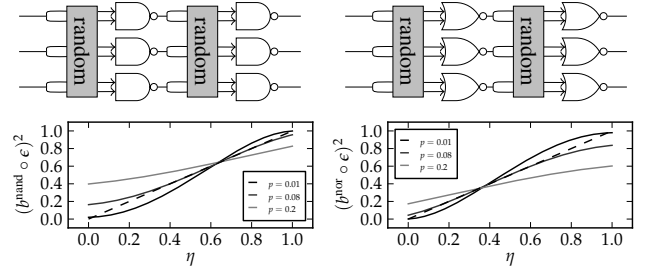 random random random random
1.0 1.0
0.8 0.8
0.6 0.6
0.4 0.4
0.2 0.2
0.0 0.0
(b^nand ∘ ϵ)^2 (b^nor ∘ ϵ)^2
p = 0.01 p = 0.01
p = 0.08 p = 0.08
p = 0.2 p = 0.2
0.0 0.2 0.4 0.6 0.8 1.0 0.0 0.2 0.4 0.6 0.8 1.0
η η